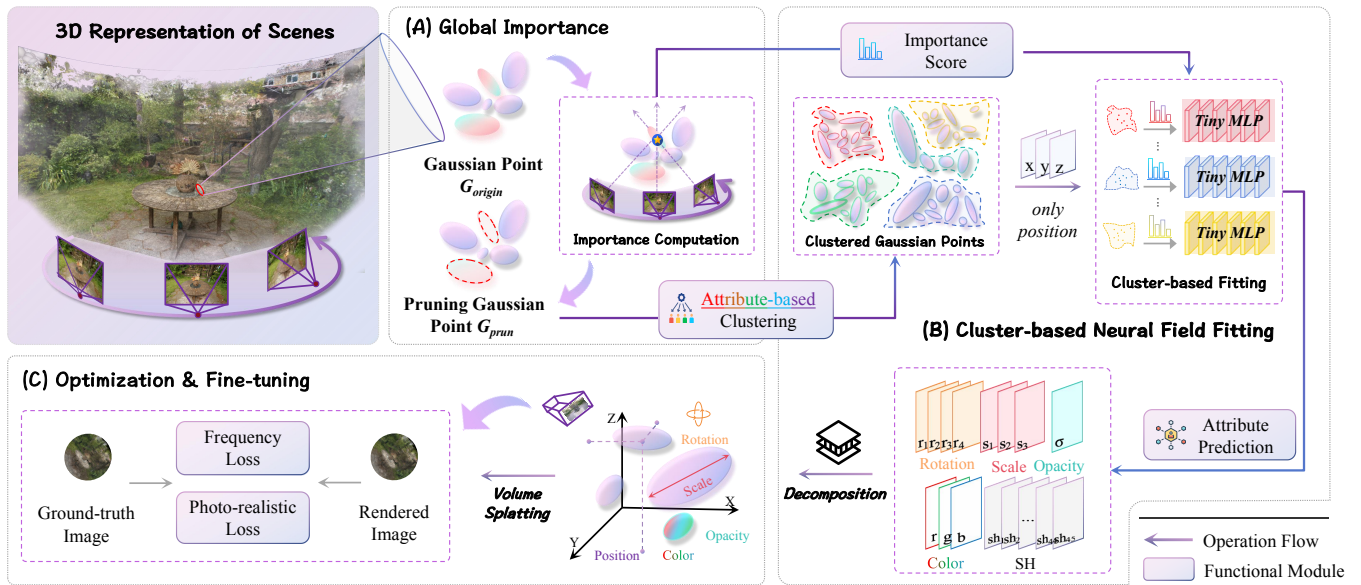 3D Representation of Scenes
(A) Global Importance
Gaussian Point
G_origin
Pruning Gaussian
Point G_prun
Importance Computation
Importance
Score
Attribute-based
Clustering
Clustered Gaussian Points
x y z
only
position
Tiny MLP
Tiny MLP
Tiny MLP
Cluster-based Fitting
(B) Cluster-based Neural Field Fitting
Attribute
Prediction
r1 r2 r3 r4 s1 s2 s3 σ
Rotation Scale Opacity
r g b sh1 sh2 ... sh44 sh45
Color SH
Decomposition
Z
Rotation
Scale
X
Y
Opacity
Position
Color
Volume
Splatting
(C) Optimization & Fine-tuning
Frequency
Loss
Photo-realistic
Loss
Ground-truth
Image
Rendered
Image
Operation Flow
Functional Module